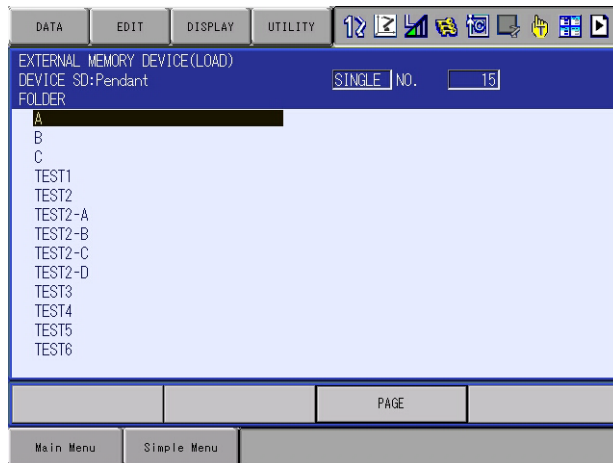 DATA EDIT DISPLAY UTILITY
EXTERNAL MEMORY DEVICE(LOAD)
DEVICE SD:Pendant SINGLE NO. 15
FOLDER
A
B
C
TEST1
TEST2
TEST2-A
TEST2-B
TEST2-C
TEST2-D
TEST3
TEST4
TEST5
TEST6
PAGE
Main Menu Simple Menu